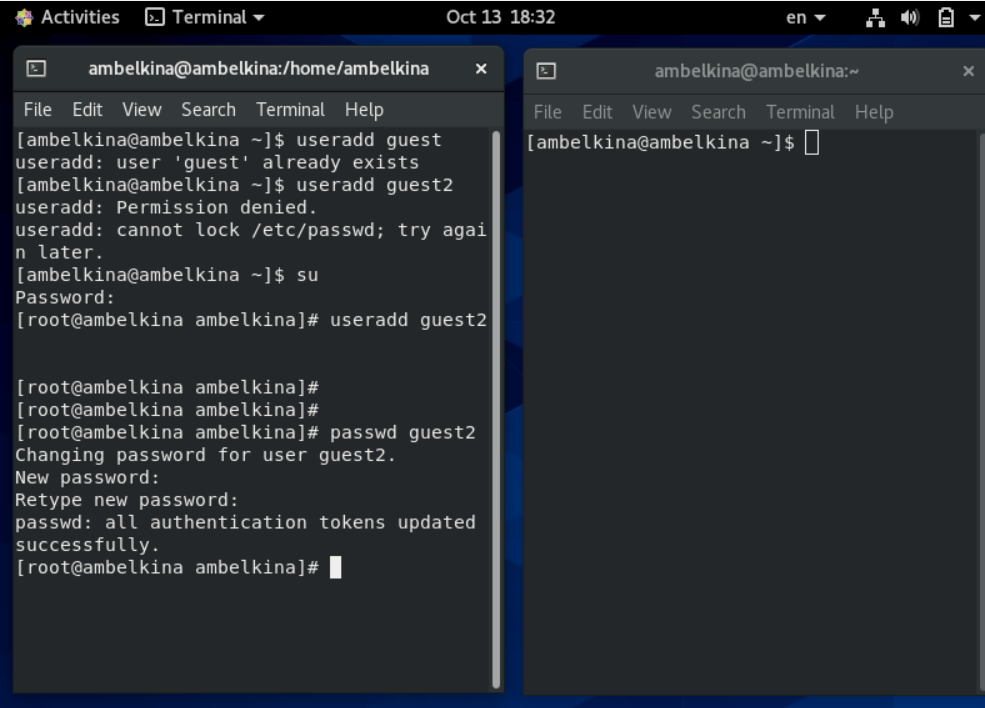 Activities Terminal Oct 13 18:32 en
ambelkina@ambelkina:/home/ambelkina
File Edit View Search Terminal Help
[ambelkina@ambelkina ~]$ useradd guest
useradd: user 'guest' already exists
[ambelkina@ambelkina ~]$ useradd guest2
useradd: Permission denied.
useradd: cannot lock /etc/passwd; try agai
n later.
[ambelkina@ambelkina ~]$ su
Password:
[root@ambelkina ambelkina]# useradd guest2
[root@ambelkina ambelkina]#
[root@ambelkina ambelkina]#
[root@ambelkina ambelkina]# passwd guest2
Changing password for user guest2.
New password:
Retype new password:
passwd: all authentication tokens updated
successfully.
[root@ambelkina ambelkina]#
ambelkina@ambelkina:~
File Edit View Search Terminal Help
[ambelkina@ambelkina ~]$